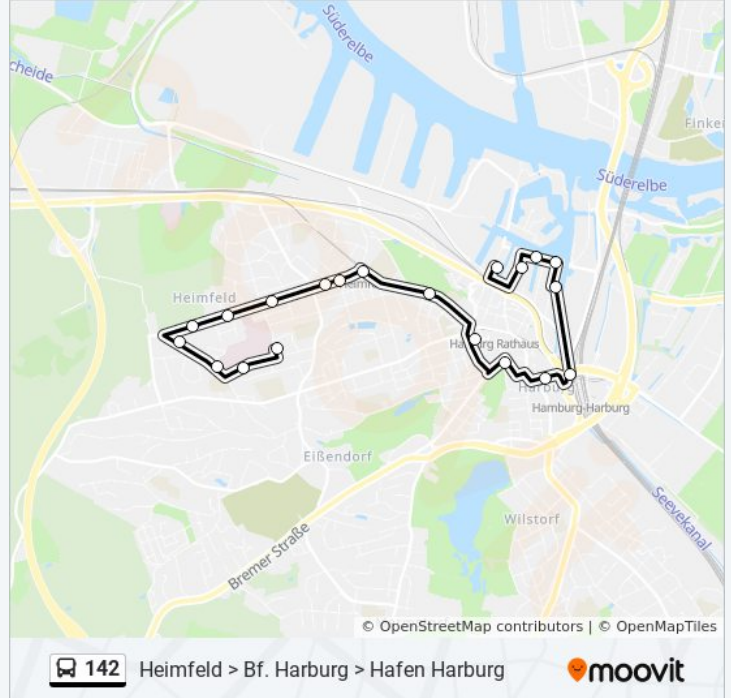 Süderelbe
cheide
Finke
Süderelbe
Heimfeld
Harburg Rathaus
Harburg
Hamburg-Harburg
Eißendorf
Wilstorf
Seevekanal
Bremer Straße
© OpenStreetMap contributors | © OpenMapTiles
142 Heimfeld > Bf. Harburg > Hafen Harburg
moovit